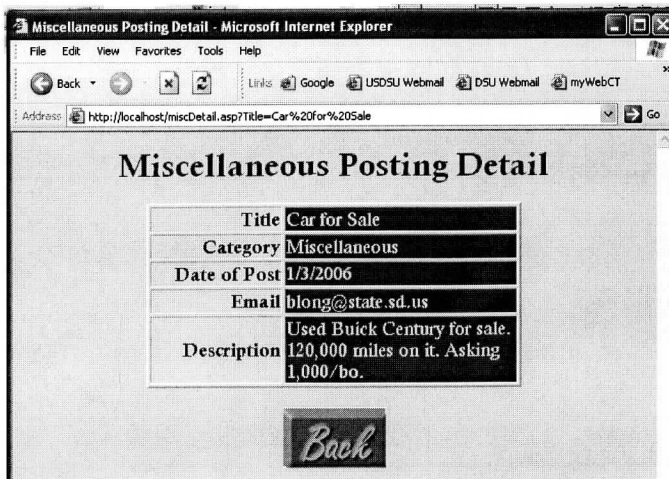 Miscellaneous Posting Detail - Microsoft Internet Explorer
File Edit View Favorites Tools Help
Back Links Google USDSU Webmail DSU Webmail myWebCT »
Address http://localhost/miscDetail.asp?Title=Car%20for%20Sale Go
Miscellaneous Posting Detail
Title Car for Sale
Category Miscellaneous
Date of Post 1/3/2006
Email blong@state.sd.us
Description Used Buick Century for sale.
120,000 miles on it. Asking
1,000/bo.
Back